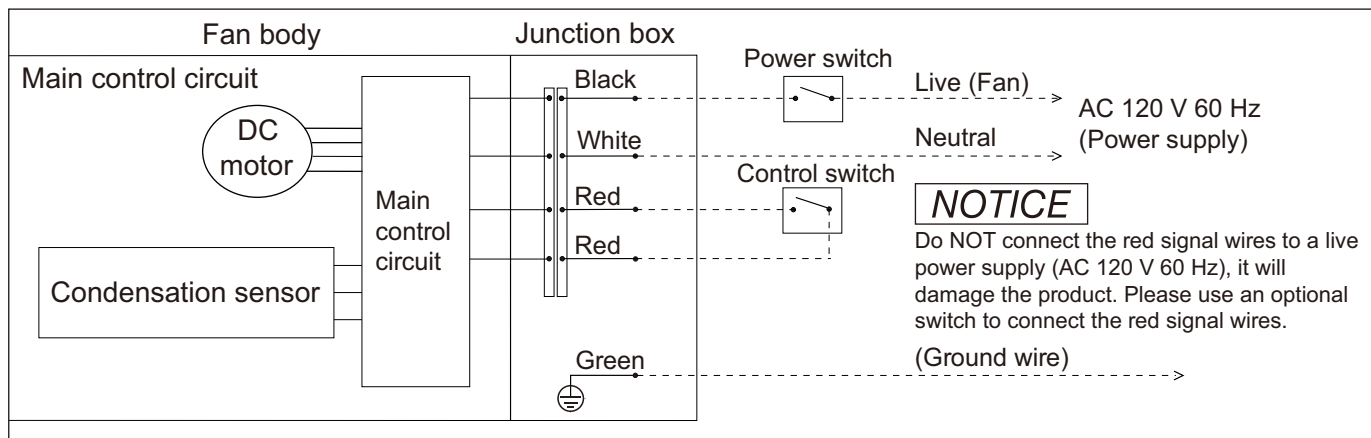 Fan body
Junction box
Main control circuit
DC
motor
Condensation sensor
Main
control
circuit
Black
White
Red
Red
Green
Power switch
Control switch
Live (Fan)
Neutral
AC 120 V 60 Hz
(Power supply)
NOTICE
Do NOT connect the red signal wires to a live
power supply (AC 120 V 60 Hz), it will
damage the product. Please use an optional
switch to connect the red signal wires.
(Ground wire)